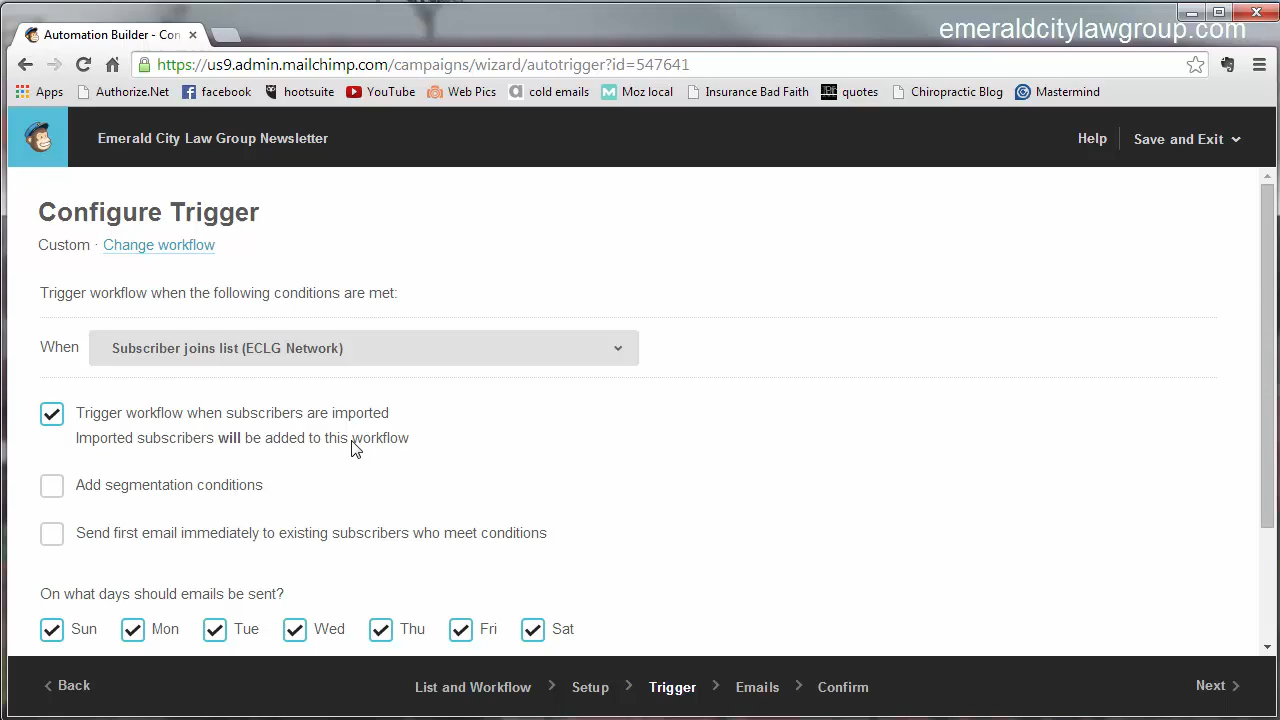 emeraldcitylawgroup.com
Automation Builder - Con
https://us9.admin.mailchimp.com/campaigns/wizard/autotrigger?id=547641
Apps Authorize.Net facebook hootsuite YouTube Web Pics cold emails Moz local Insurance Bad Faith quotes Chiropractic Blog Mastermind
Emerald City Law Group Newsletter Help Save and Exit
Configure Trigger
Custom · Change workflow
Trigger workflow when the following conditions are met:
When Subscriber joins list (ECLG Network)
Trigger workflow when subscribers are imported
Imported subscribers will be added to this workflow
Add segmentation conditions
Send first email immediately to existing subscribers who meet conditions
On what days should emails be sent?
Sun Mon Tue Wed Thu Fri Sat
Back List and Workflow Setup Trigger Emails Confirm Next